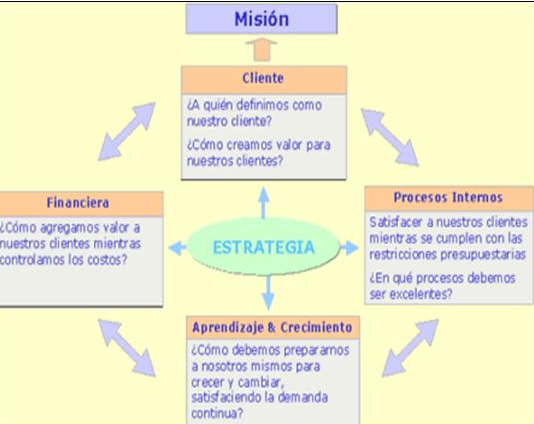 Misión
Cliente
¿A quién definimos como
nuestro cliente?
¿Cómo creamos valor para
nuestros clientes?
Financiera
¿Cómo agregamos valor a
nuestros clientes mientras
controlamos los costos?
ESTRATEGIA
Procesos Internos
Satisfacer a nuestros clientes
mientras se cumplen con las
restricciones presupuestarias
¿En qué procesos debemos
ser excelentes?
Aprendizaje & Crecimiento
¿Cómo debemos prepararnos
a nosotros mismos para
crecer y cambiar,
satisfaciendo la demanda
continua?